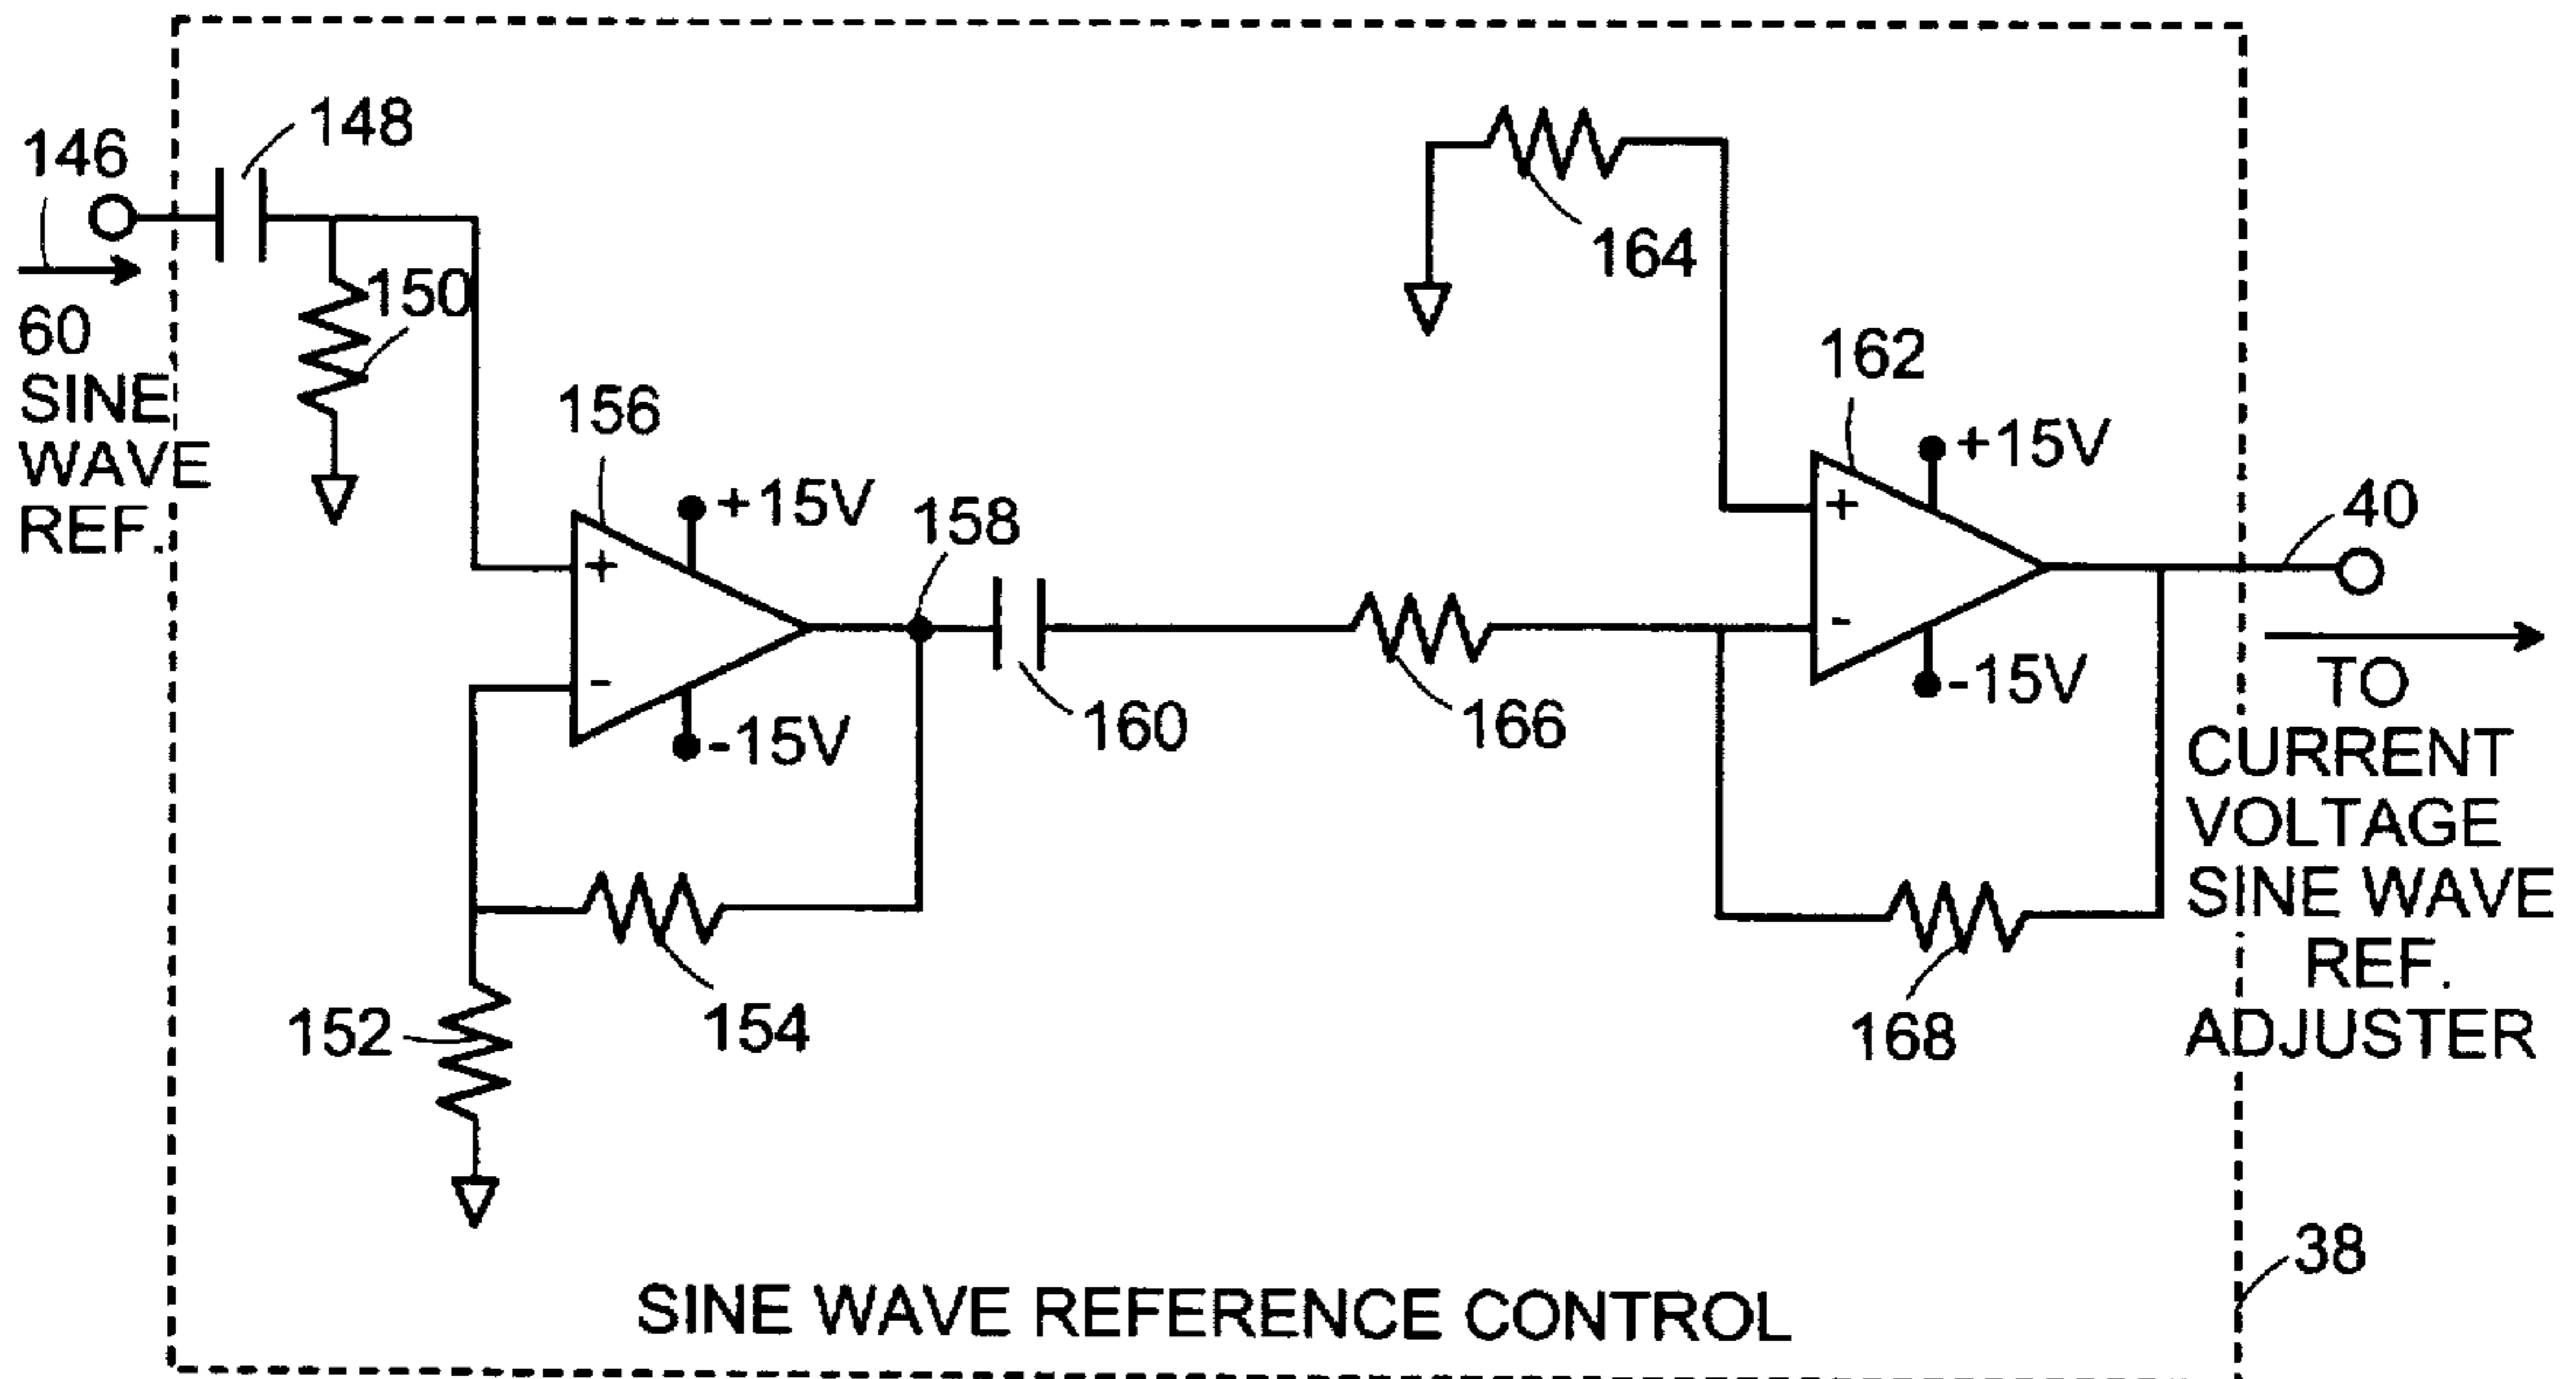 148
146
150
60
SINE
WAVE
REF.
164
162
156
+15V
+15V
158
40
+
+
-
-
-15V
-15V
TO
CURRENT
VOLTAGE
SINE WAVE
REF.
ADJUSTER
160
166
152
154
168
38
SINE WAVE REFERENCE CONTROL